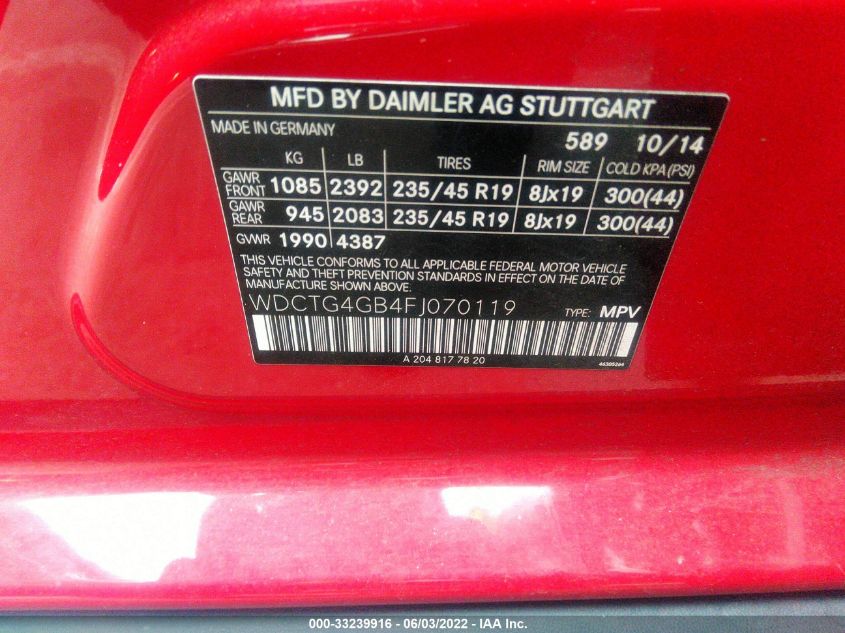 MFD BY DAIMLER AG STUTTGART
MADE IN GERMANY 589 10/14
KG LB TIRES RIM SIZE COLD KPA(PSI)
GAWR FRONT 1085 2392 235/45 R19 8Jx19 300(44)
GAWR REAR 945 2083 235/45 R19 8Jx19 300(44)
GVWR 1990 4387
THIS VEHICLE CONFORMS TO ALL APPLICABLE FEDERAL MOTOR VEHICLE
SAFETY AND THEFT PREVENTION STANDARDS IN EFFECT ON THE DATE OF
MANUFACTURE SHOWN ABOVE.
WDCTG4GB4FJ070119 TYPE: MPV
A 204 817 78 20
000-33239916 - 06/03/2022 - IAA Inc.